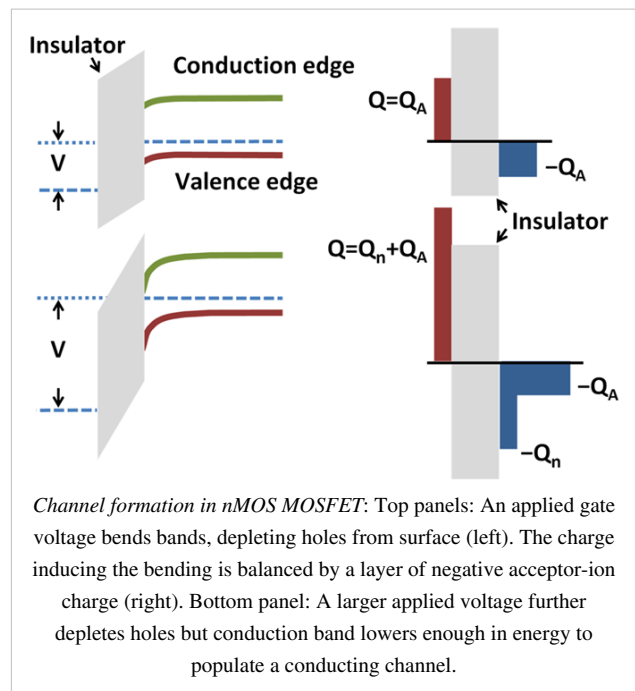 Insulator
Conduction edge
V
Valence edge
Q=Q_A
−Q_A
Insulator
Q=Q_n+Q_A
V
−Q_A
−Q_n
Channel formation in nMOS MOSFET: Top panels: An applied gate
voltage bends bands, depleting holes from surface (left). The charge
inducing the bending is balanced by a layer of negative acceptor-ion
charge (right). Bottom panel: A larger applied voltage further
depletes holes but conduction band lowers enough in energy to
populate a conducting channel.